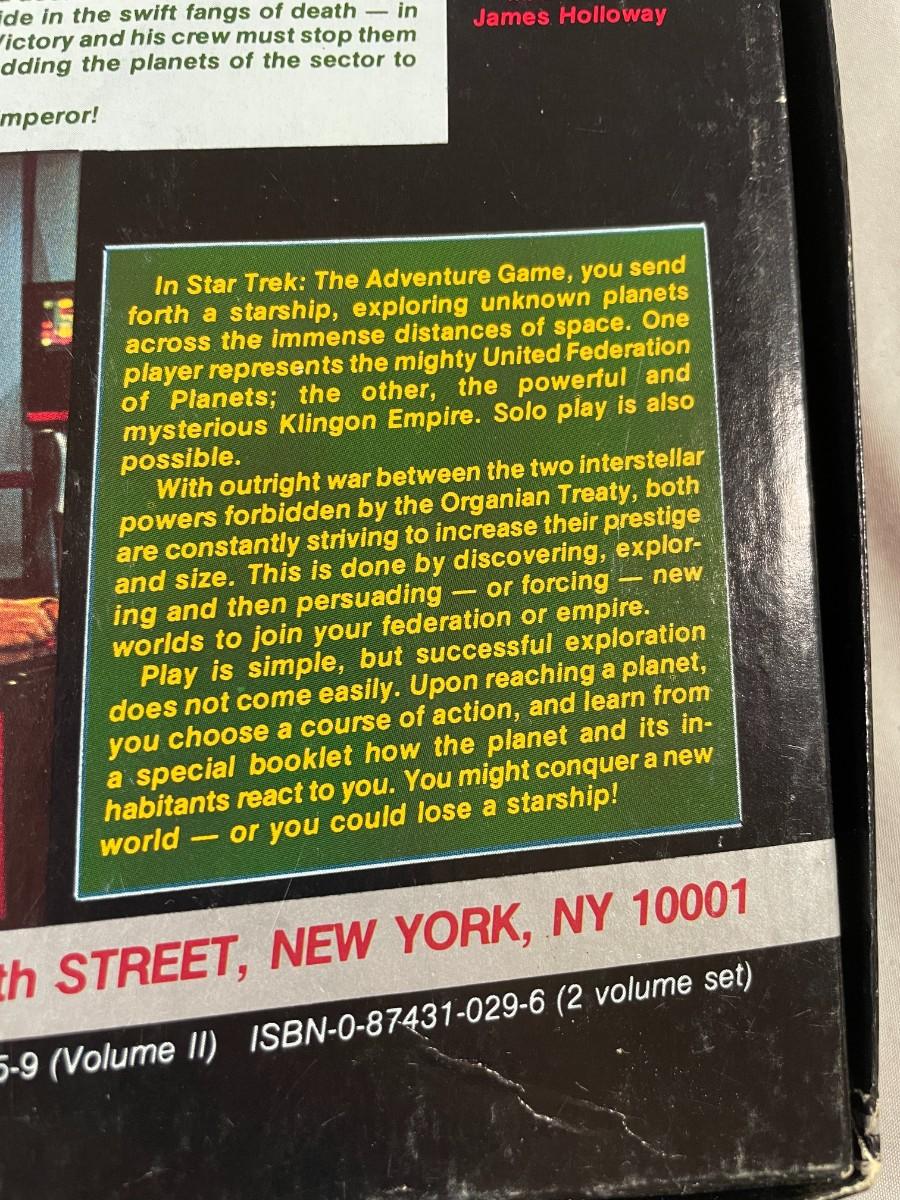 ide in the swift fangs of death — in
Victory and his crew must stop them
dding the planets of the sector to
mperor!
James Holloway
In Star Trek: The Adventure Game, you send
forth a starship, exploring unknown planets
across the immense distances of space. One
player represents the mighty United Federation
of Planets; the other, the powerful and
mysterious Klingon Empire. Solo play is also
possible.
With outright war between the two interstellar
powers forbidden by the Organian Treaty, both
are constantly striving to increase their prestige
and size. This is done by discovering, explor-
ing and then persuading — or forcing — new
worlds to join your federation or empire.
Play is simple, but successful exploration
does not come easily. Upon reaching a planet,
you choose a course of action, and learn from
a special booklet how the planet and its in-
habitants react to you. You might conquer a new
world — or you could lose a starship!
th STREET, NEW YORK, NY 10001
5-9 (Volume II) ISBN-0-87431-029-6 (2 volume set)